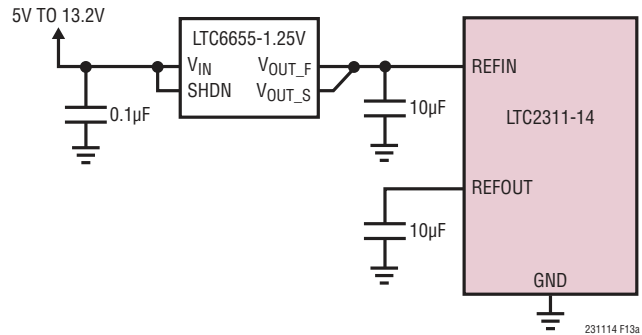 5V TO 13.2V
LTC6655-1.25V
VIN
SHDN
VOUT_F
VOUT_S
0.1µF
10µF
10µF
REFIN
LTC2311-14
REFOUT
GND
231114 F13a